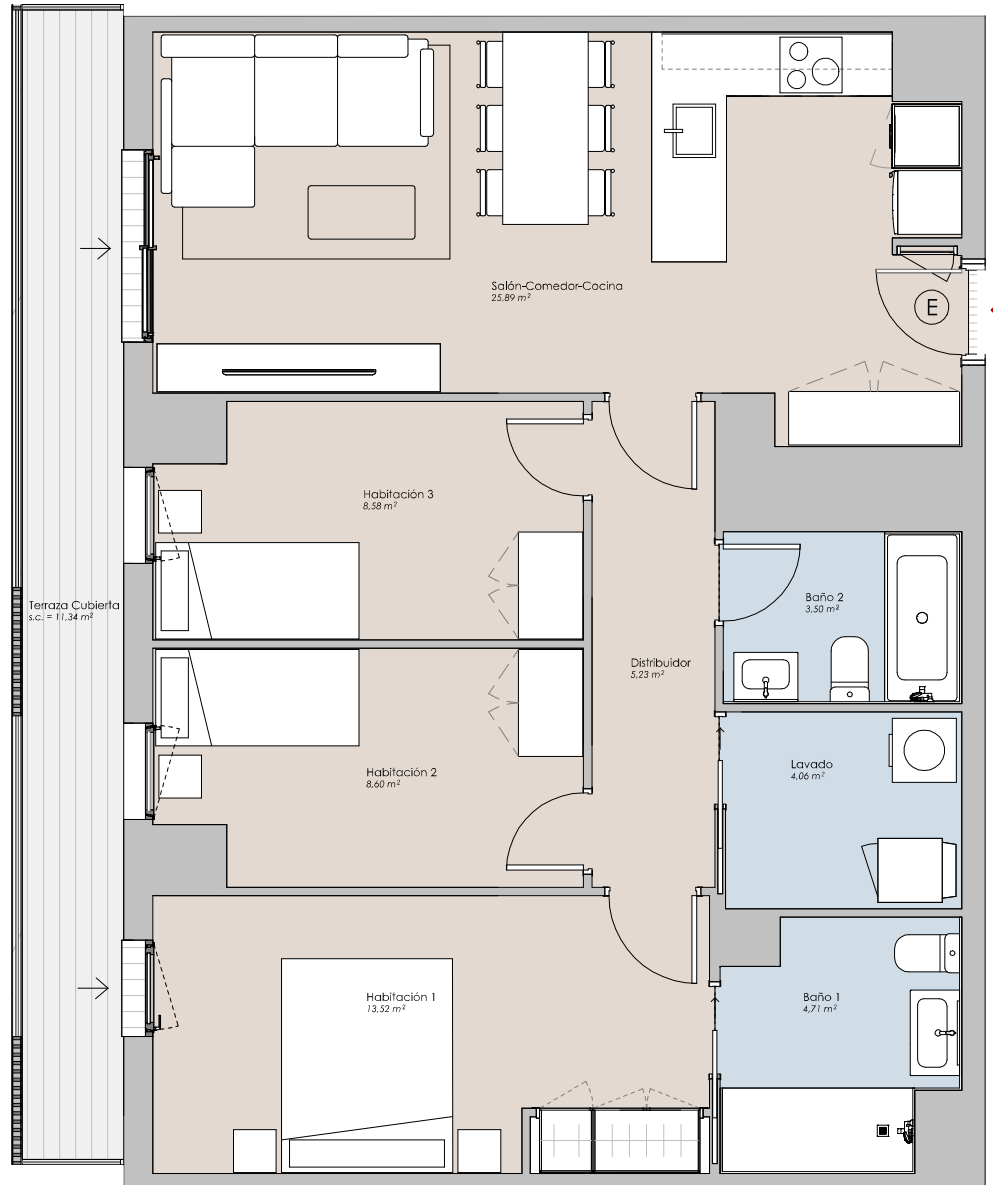 Salón-Comedor-Cocina
25,89 m²
E
Habitación 3
8,58 m²
Terraza Cubierta
s.c. = 11,34 m²
Baño 2
3,50 m²
Distribuidor
5,23 m²
Habitación 2
8,60 m²
Lavado
4,06 m²
Habitación 1
13,52 m²
Baño 1
4,71 m²